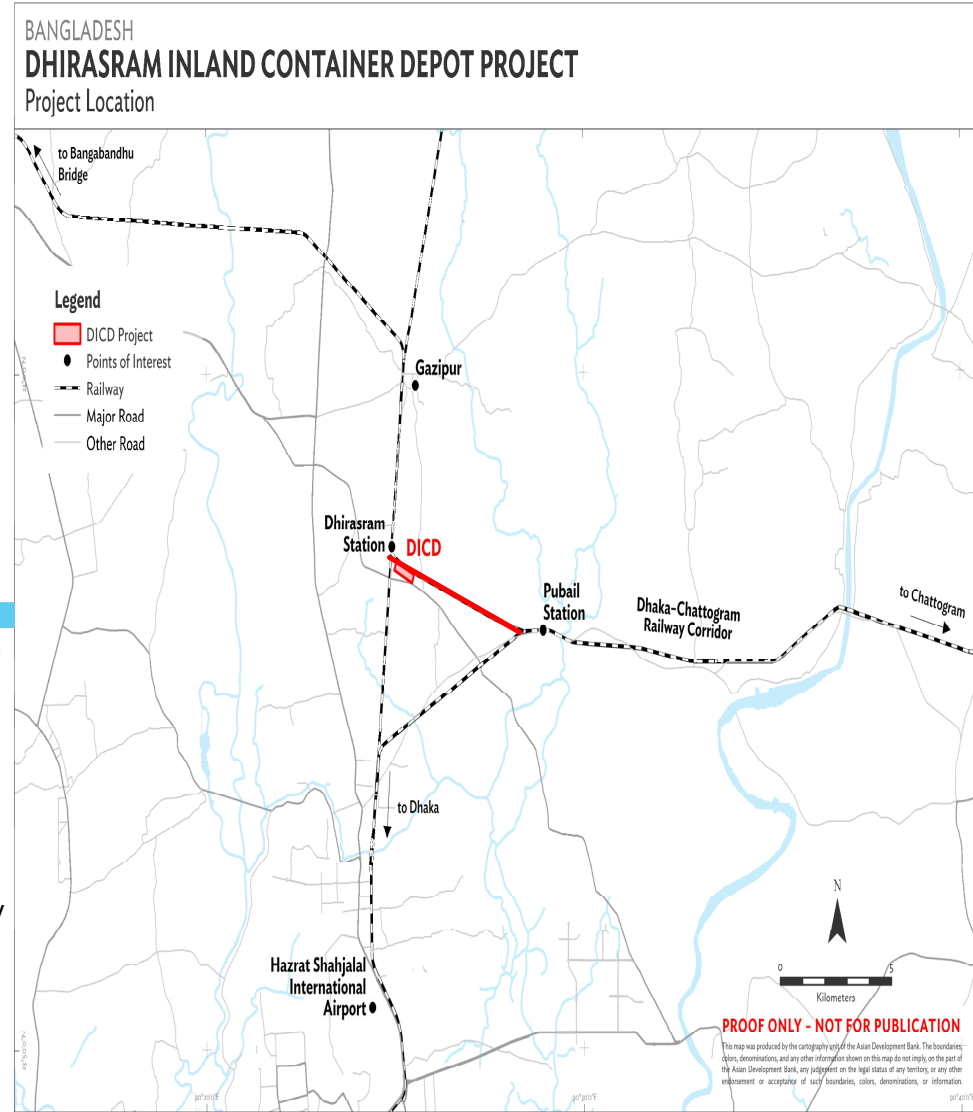 BANGLADESH
DHIRASRAM INLAND CONTAINER DEPOT PROJECT
Project Location
to Bangabandhu
Bridge
Legend
DICD Project
Points of Interest
Railway
Major Road
Other Road
Gazipur
Dhirasram
Station
DICD
Pubail
Station
Dhaka–Chattogram
Railway Corridor
to Chattogram
to Dhaka
Hazrat Shahjalal
International
Airport
N
0 5
Kilometers
PROOF ONLY – NOT FOR PUBLICATION
This map was produced by the cartography unit of the Asian Development Bank. The boundaries,
colors, denominations, and any other information shown on this map do not imply, on the part of
the Asian Development Bank, any judgement on the legal status of any territory, or any other
endorsement or acceptance of such boundaries, colors, denominations, or information.